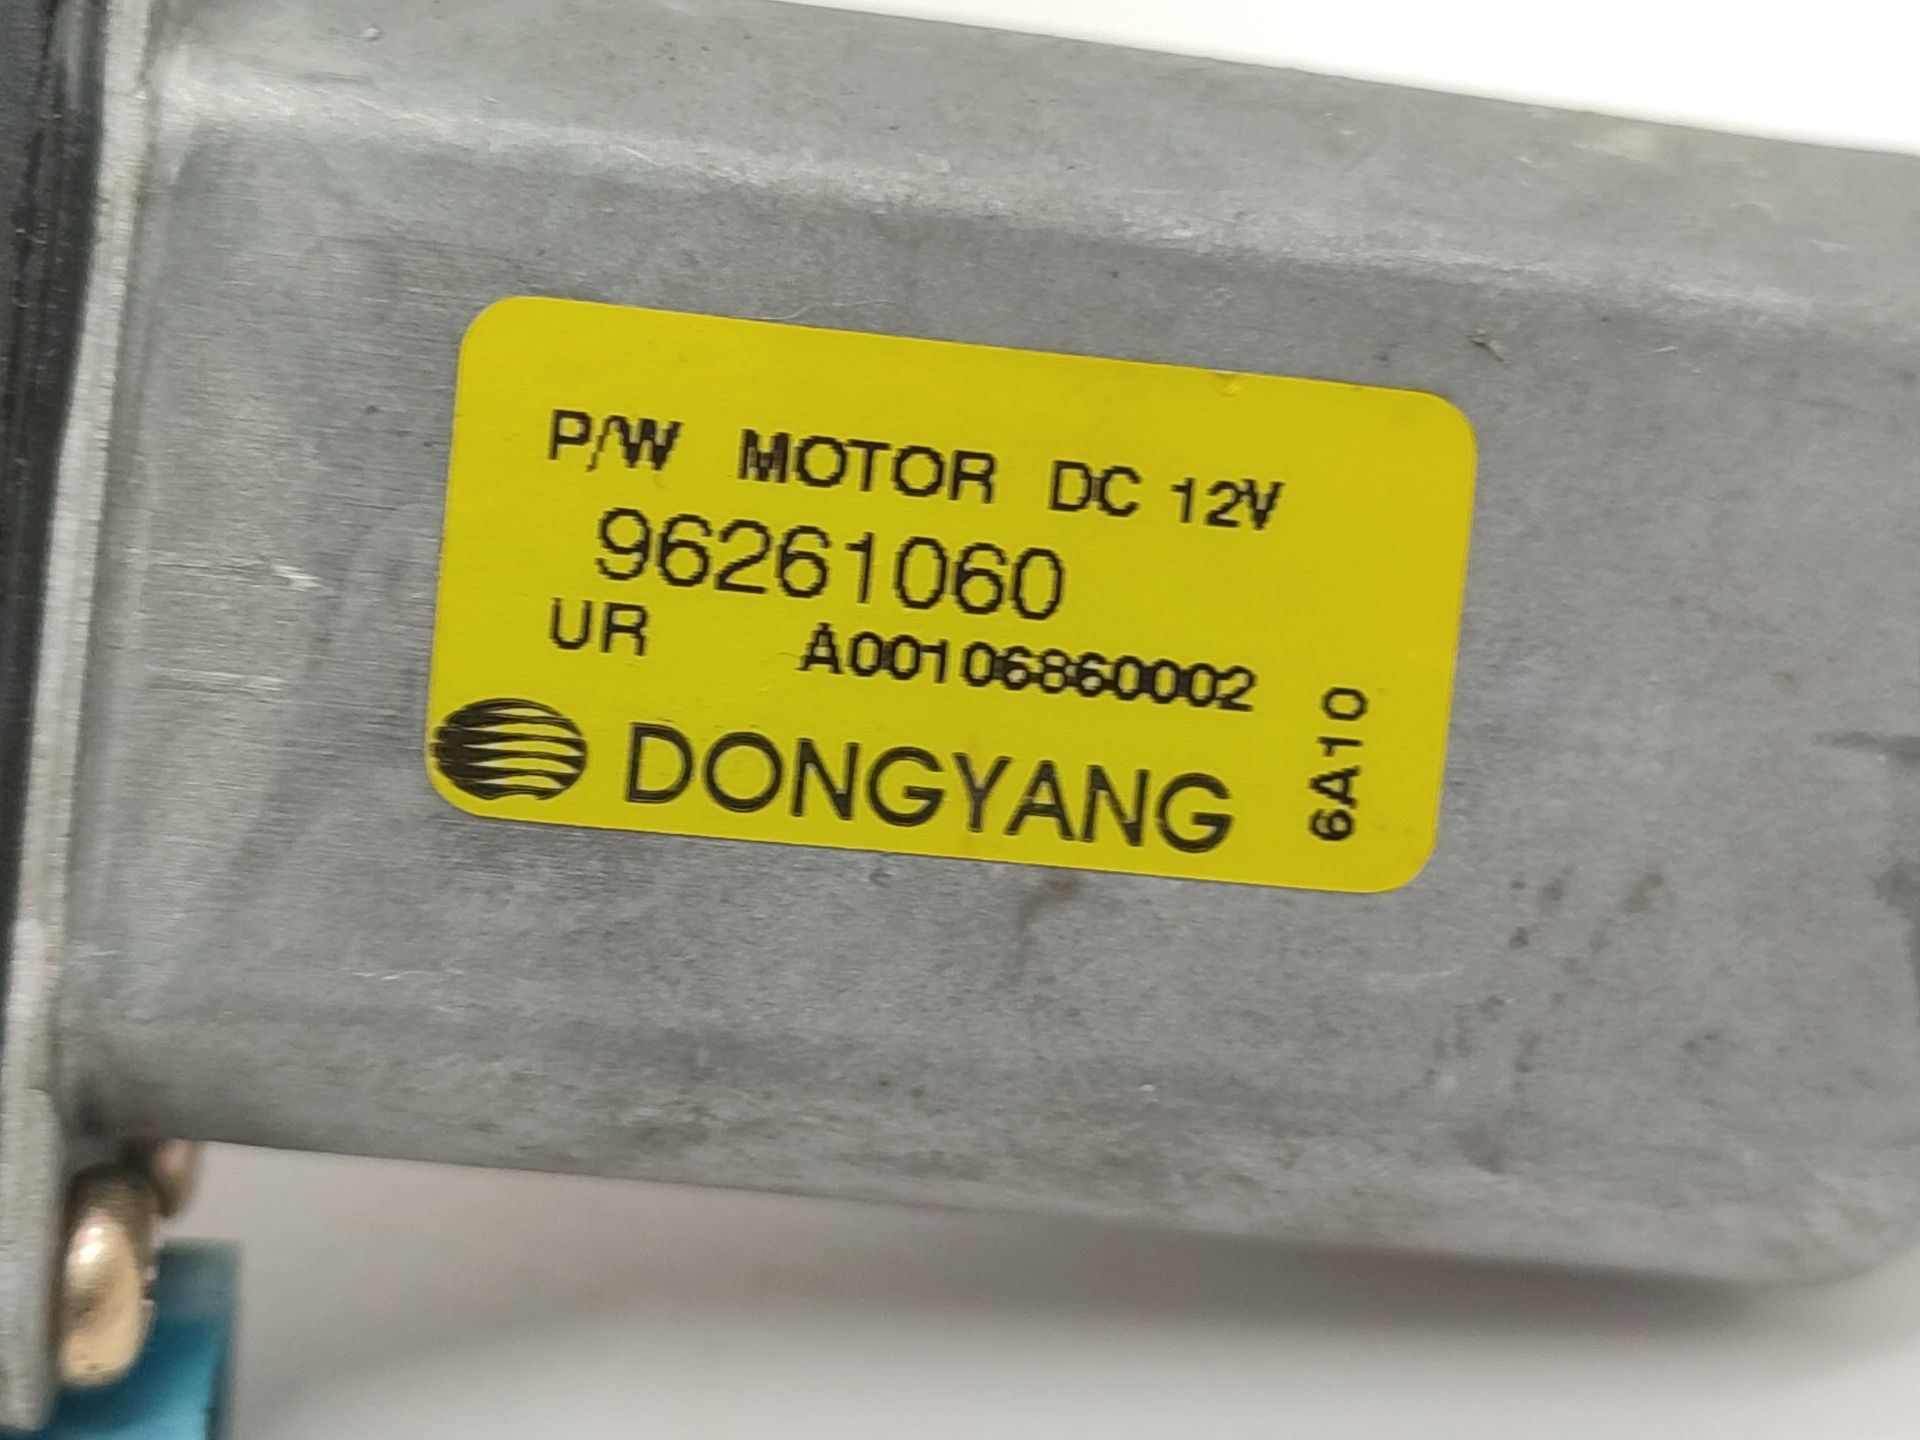 P/W MOTOR DC 12V
96261060
UR A00106860002
DONGYANG
6A10